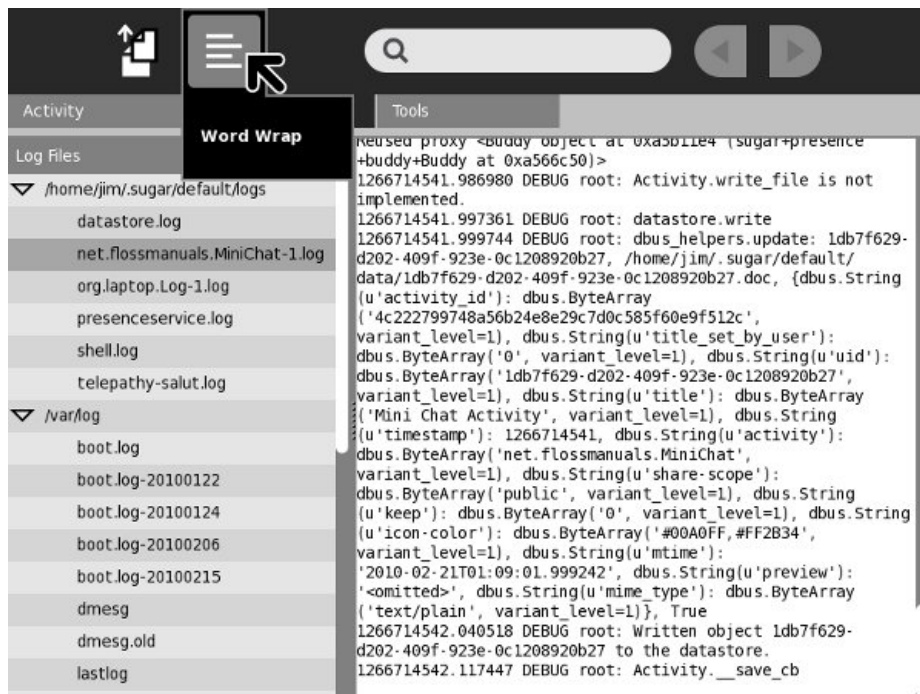 Activity
Tools
Word Wrap
Log Files
/home/jim/.sugar/default/logs
datastore.log
net.flossmanuals.MiniChat-1.log
org.laptop.Log-1.log
presenceservice.log
shell.log
telepathy-salut.log
/var/log
boot.log
boot.log-20100122
boot.log-20100124
boot.log-20100206
boot.log-20100215
dmesg
dmesg.old
lastlog
Reused proxy <Buddy object at 0xa5b11e4 (sugar+presence
+buddy+Buddy at 0xa566c50)>
1266714541.986980 DEBUG root: Activity.write_file is not
implemented.
1266714541.997361 DEBUG root: datastore.write
1266714541.999744 DEBUG root: dbus_helpers.update: 1db7f629-
d202-409f-923e-0c1208920b27, /home/jim/.sugar/default/
data/1db7f629-d202-409f-923e-0c1208920b27.doc, {dbus.String
(u'activity_id'): dbus.ByteArray
('4c222799748a56b24e8e29c7d0c585f60e9f512c',
variant_level=1), dbus.String(u'title_set_by_user'):
dbus.ByteArray('0', variant_level=1), dbus.String(u'uid'):
dbus.ByteArray('1db7f629-d202-409f-923e-0c1208920b27',
variant_level=1), dbus.String(u'title'): dbus.ByteArray
('Mini Chat Activity', variant_level=1), dbus.String
(u'timestamp'): 1266714541, dbus.String(u'activity'):
dbus.ByteArray('net.flossmanuals.MiniChat',
variant_level=1), dbus.String(u'share-scope'):
dbus.ByteArray('public', variant_level=1), dbus.String
(u'keep'): dbus.ByteArray('0', variant_level=1), dbus.String
(u'icon-color'): dbus.ByteArray('#00A0FF,#FF2B34',
variant_level=1), dbus.String(u'mtime'):
'2010-02-21T01:09:01.999242', dbus.String(u'preview'):
'<omitted>', dbus.String(u'mime_type'): dbus.ByteArray
('text/plain', variant_level=1)}, True
1266714542.040518 DEBUG root: Written object 1db7f629-
d202-409f-923e-0c1208920b27 to the datastore.
1266714542.117447 DEBUG root: Activity.__save_cb